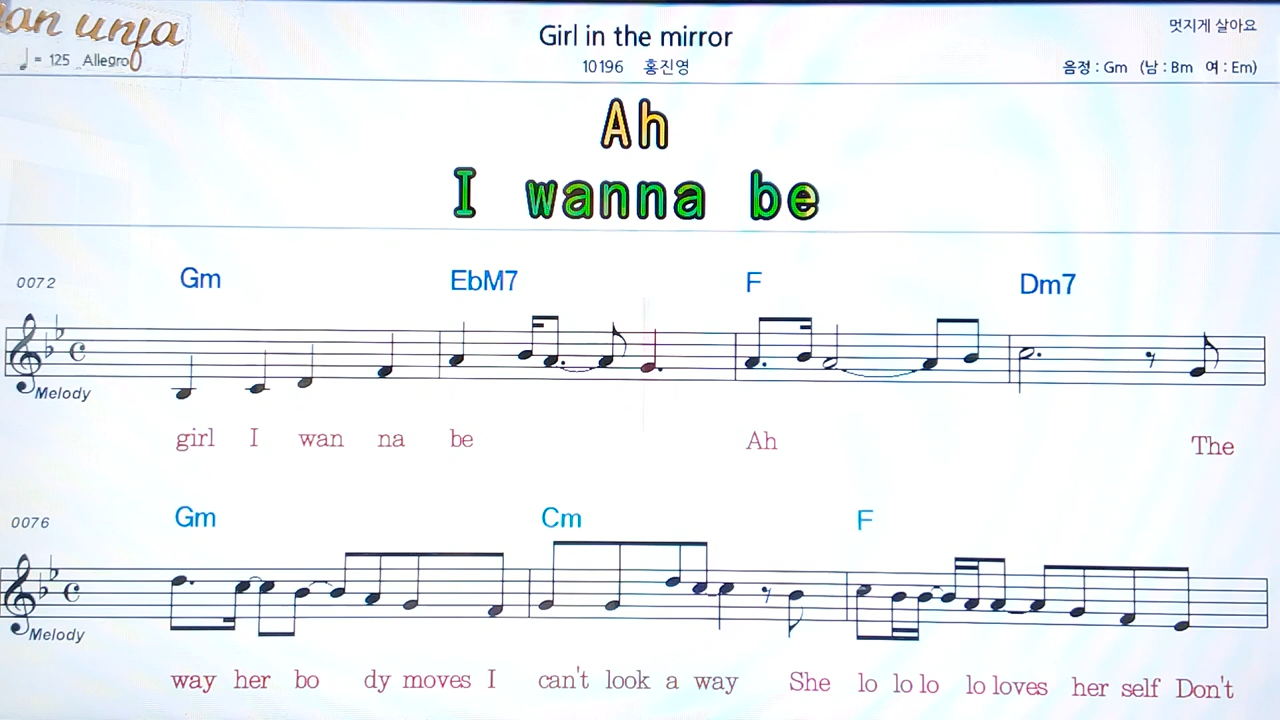 Girl in the mirror
멋지게 살아요
♩ = 125 Allegro
10196 홍진영
음정 : Gm (남 : Bm 여 : Em)
Ah
I wanna be
0072 Gm EbM7 F Dm7
Melody
girl I wan na be Ah The
0076 Gm Cm F
Melody
way her bo dy moves I can't look a way She lo lo lo lo loves her self Don't